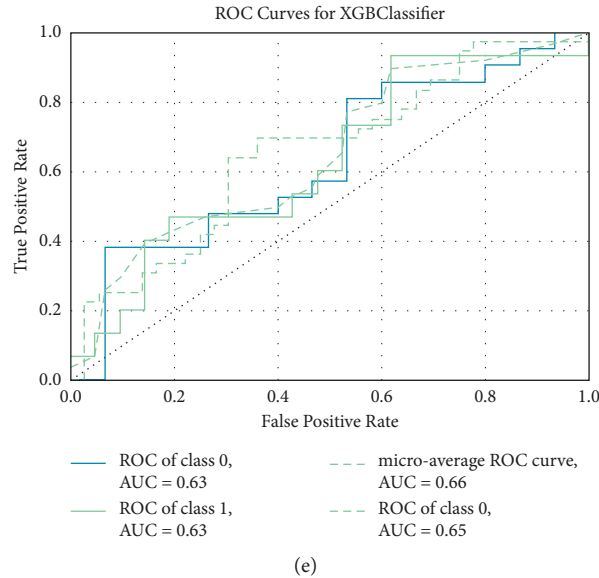 ROC Curves for XGBClassifier
1.0
0.8
0.6
0.4
0.2
0.0
True Positive Rate
0.0 0.2 0.4 0.6 0.8 1.0
False Positive Rate
ROC of class 0,
AUC = 0.63
ROC of class 1,
AUC = 0.63
micro-average ROC curve,
AUC = 0.66
ROC of class 0,
AUC = 0.65
(e)